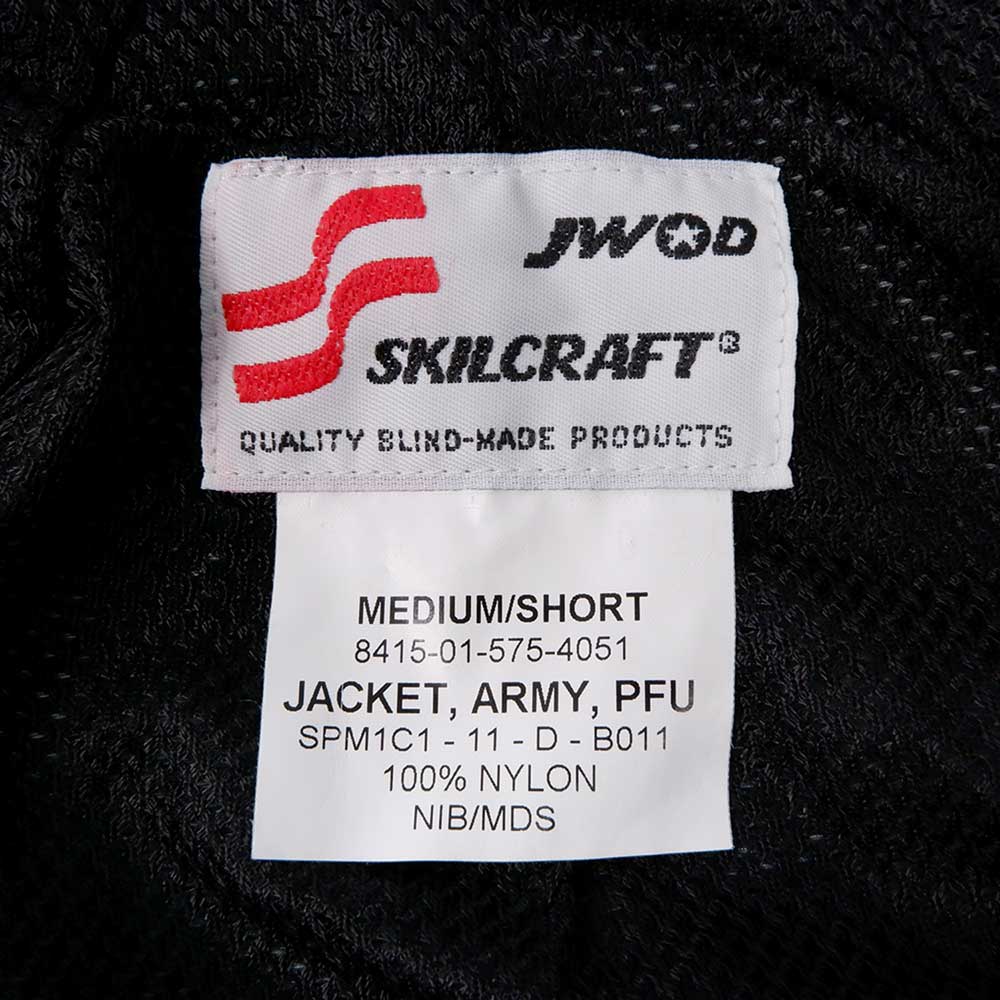 JWOD
SKILCRAFT®
QUALITY BLIND-MADE PRODUCTS
MEDIUM/SHORT
8415-01-575-4051
JACKET, ARMY, PFU
SPM1C1 - 11 - D - B011
100% NYLON
NIB/MDS